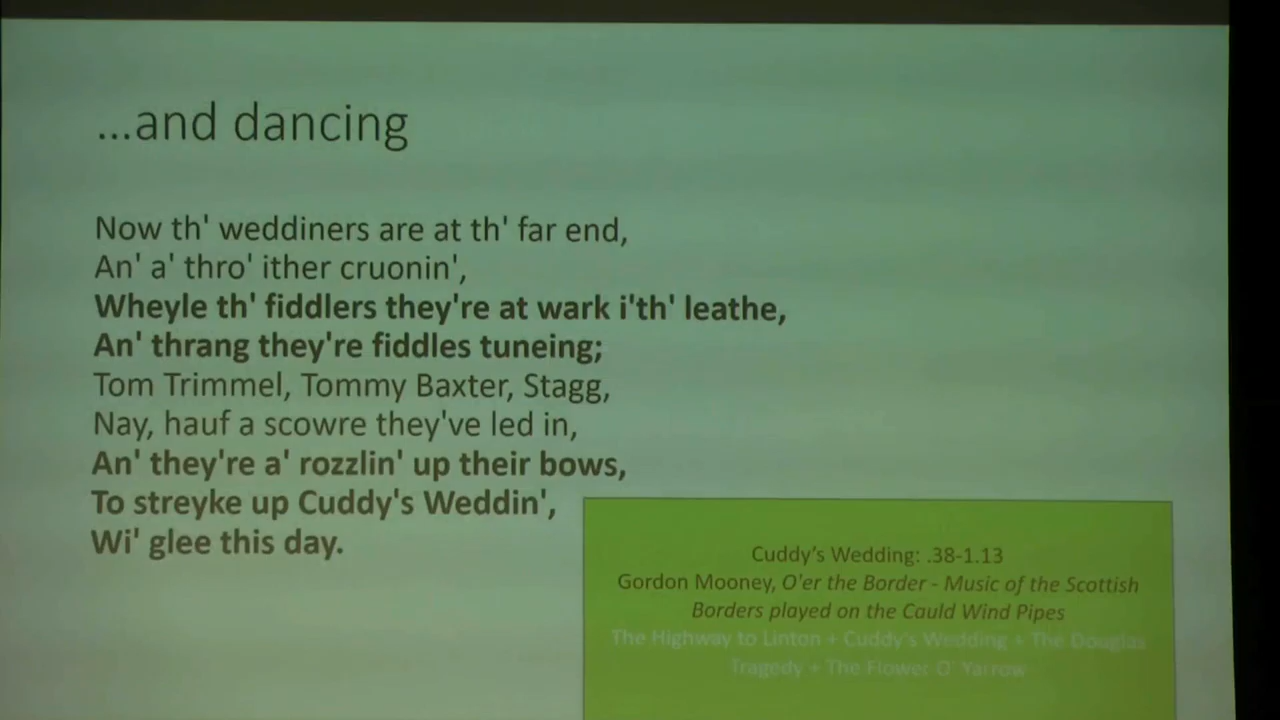 ...and dancing
Now th' weddiners are at th' far end,
An' a' thro' ither cruonin',
Wheyle th' fiddlers they're at wark i'th' leathe,
An' thrang they're fiddles tuneing;
Tom Trimmel, Tommy Baxter, Stagg,
Nay, hauf a scowre they've led in,
An' they're a' rozzlin' up their bows,
To streyke up Cuddy's Weddin',
Wi' glee this day.
Cuddy's Wedding: .38-1.13
Gordon Mooney, O'er the Border - Music of the Scottish
Borders played on the Cauld Wind Pipes
The Highway to Linton + Cuddy's Wedding + The Douglas
Tragedy + The Flower O' Yarrow